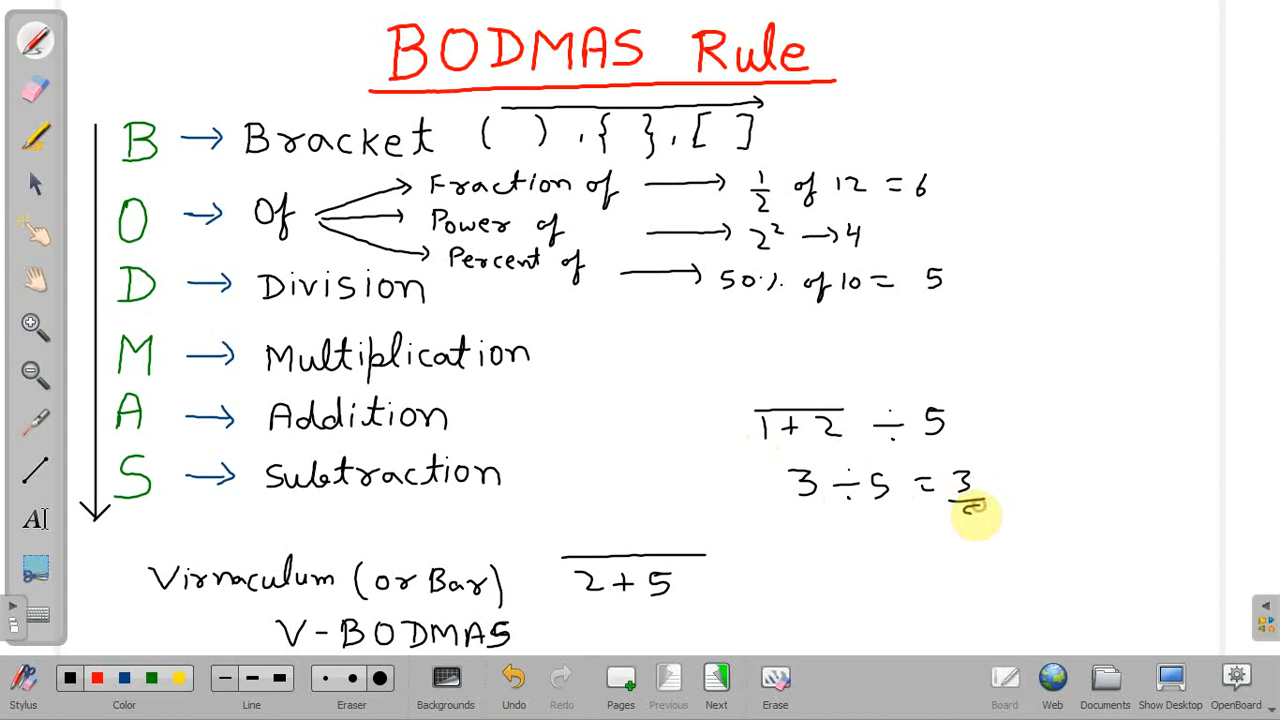 BODMAS Rule
B → Bracket ( ) , { } , [ ]
O → Of
Fraction of → 1/2 of 12 = 6
Power of → 2² → 4
Percent of → 50% of 10 = 5
D → Division
M → Multiplication
A → Addition
S → Subtraction
1 + 2 ÷ 5
3 ÷ 5 = 3/
Virnaculum (or Bar) 2 + 5
V - BODMAS
Stylus Color Line Eraser Backgrounds Undo Pages Previous Next Erase Board Web Documents Show Desktop OpenBoard